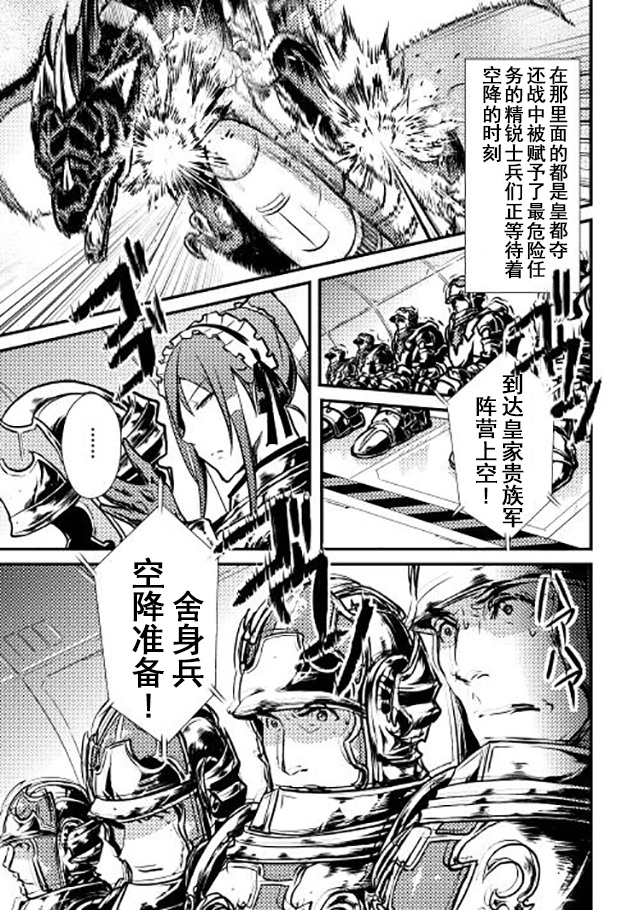 在那里面的都是皇都夺
还战中被赋予了最危险任
务的精锐士兵们正等待着
空降的时刻
到达皇家贵族军
阵营上空！
……
舍身兵
空降准备！